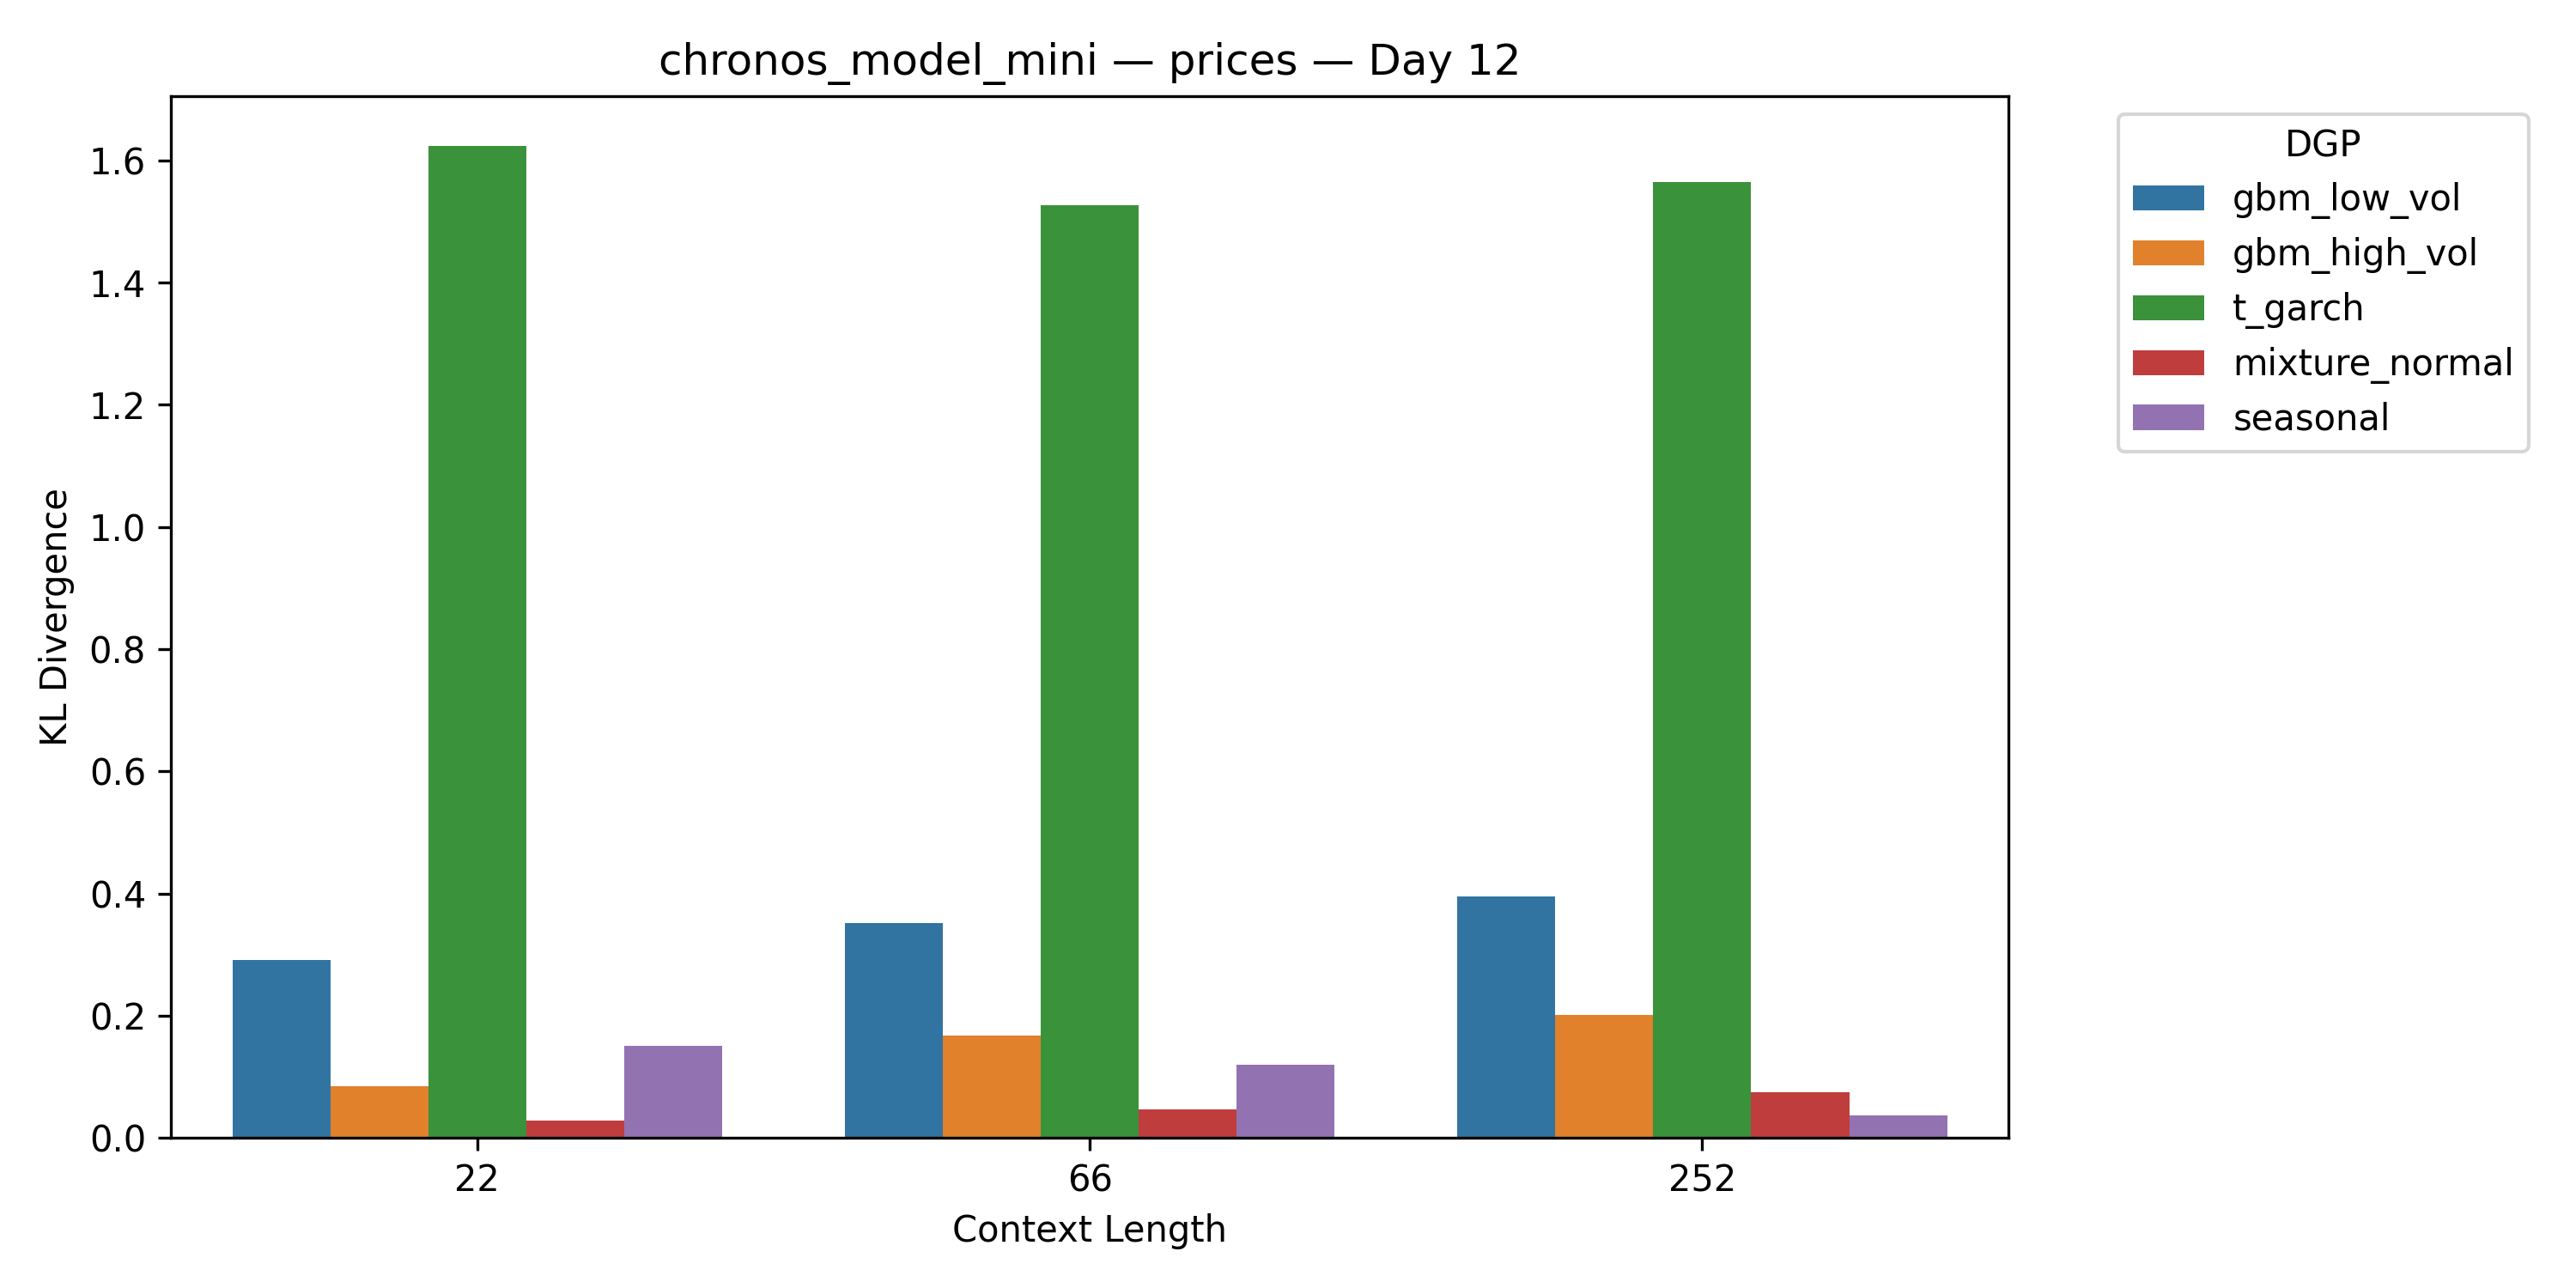 chronos_model_mini — prices — Day 12
KL Divergence
1.6
1.4
1.2
1.0
0.8
0.6
0.4
0.2
0.0
22
66
252
Context Length
DGP
gbm_low_vol
gbm_high_vol
t_garch
mixture_normal
seasonal